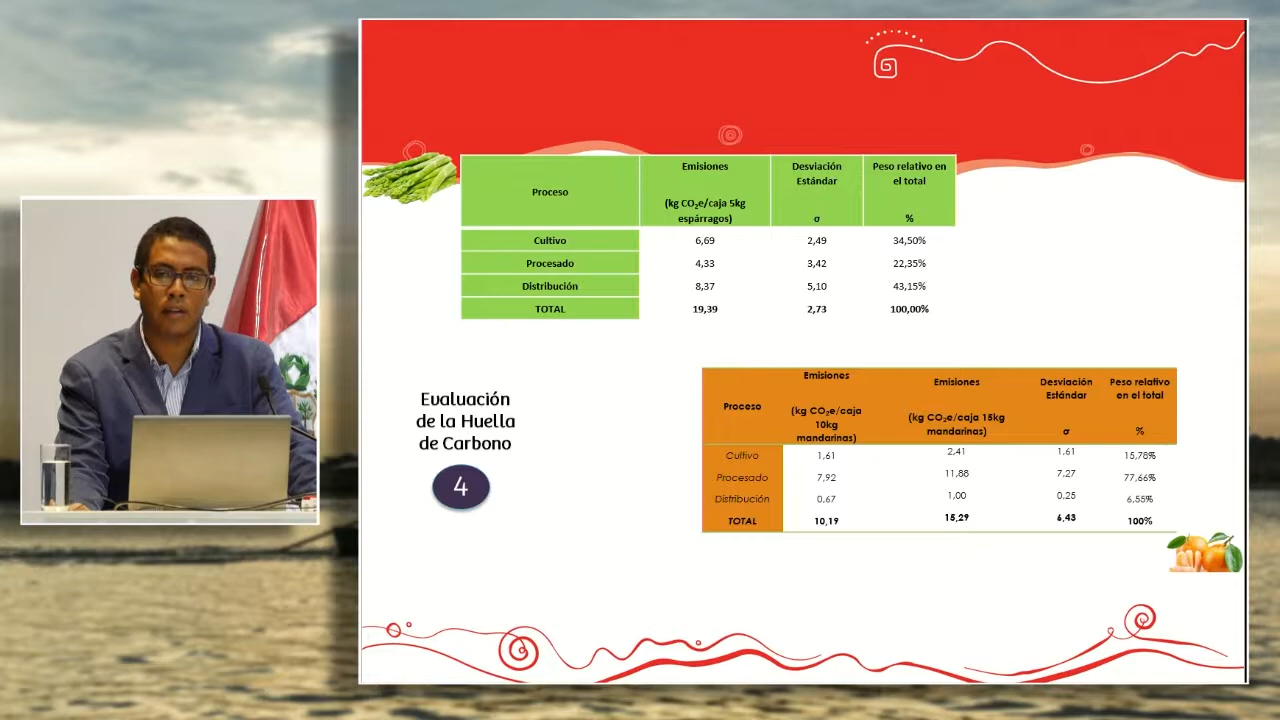 Proceso
Emisiones
(kg CO₂e/caja 5kg
espárragos)
Desviación
Estándar
σ
Peso relativo en
el total
%
Cultivo 6,69 2,49 34,50%
Procesado 4,33 3,42 22,35%
Distribución 8,37 5,10 43,15%
TOTAL 19,39 2,73 100,00%
Evaluación
de la Huella
de Carbono
4
Proceso
Emisiones
(kg CO₂e/caja
10kg
mandarinas)
Emisiones
(kg CO₂e/caja 15kg
mandarinas)
Desviación
Estándar
σ
Peso relativo
en el total
%
Cultivo 1,61 2,41 1,61 15,78%
Procesado 7,92 11,88 7,27 77,66%
Distribución 0,67 1,00 0,25 6,55%
TOTAL 10,19 15,29 6,43 100%